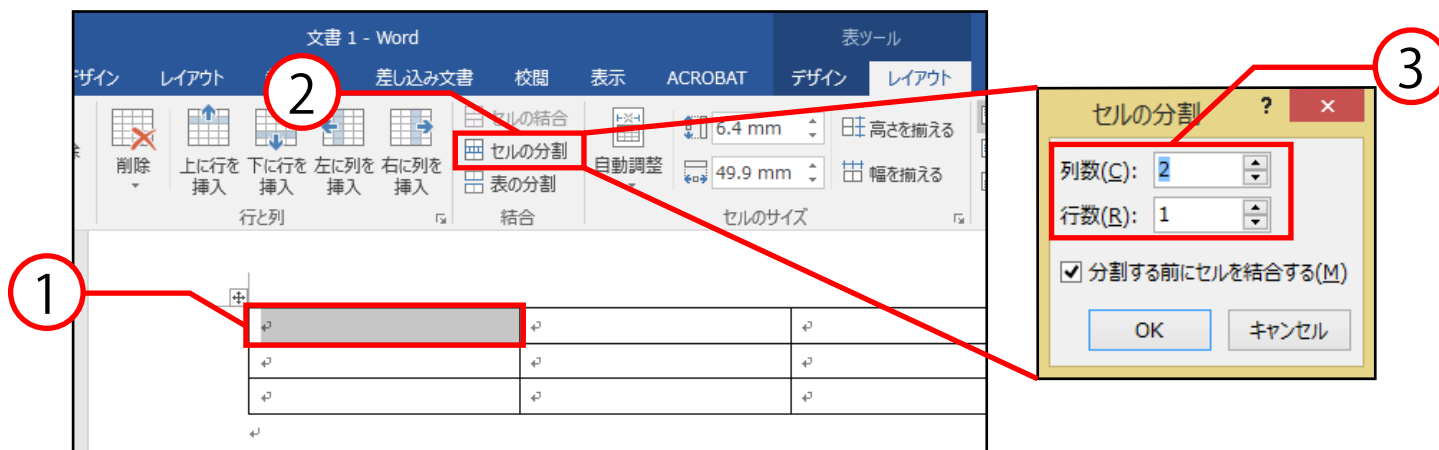 文書 1 - Word
表ツール
デザイン レイアウト 差し込み文書 校閲 表示 ACROBAT デザイン レイアウト
削除
上に行を挿入
下に行を挿入
左に列を挿入
右に列を挿入
行と列
セルの結合
セルの分割
表の分割
結合
自動調整
6.4 mm
49.9 mm
高さを揃える
幅を揃える
セルのサイズ
1
2
3
セルの分割 ? ×
列数(C): 2
行数(R): 1
分割する前にセルを結合する(M)
OK キャンセル